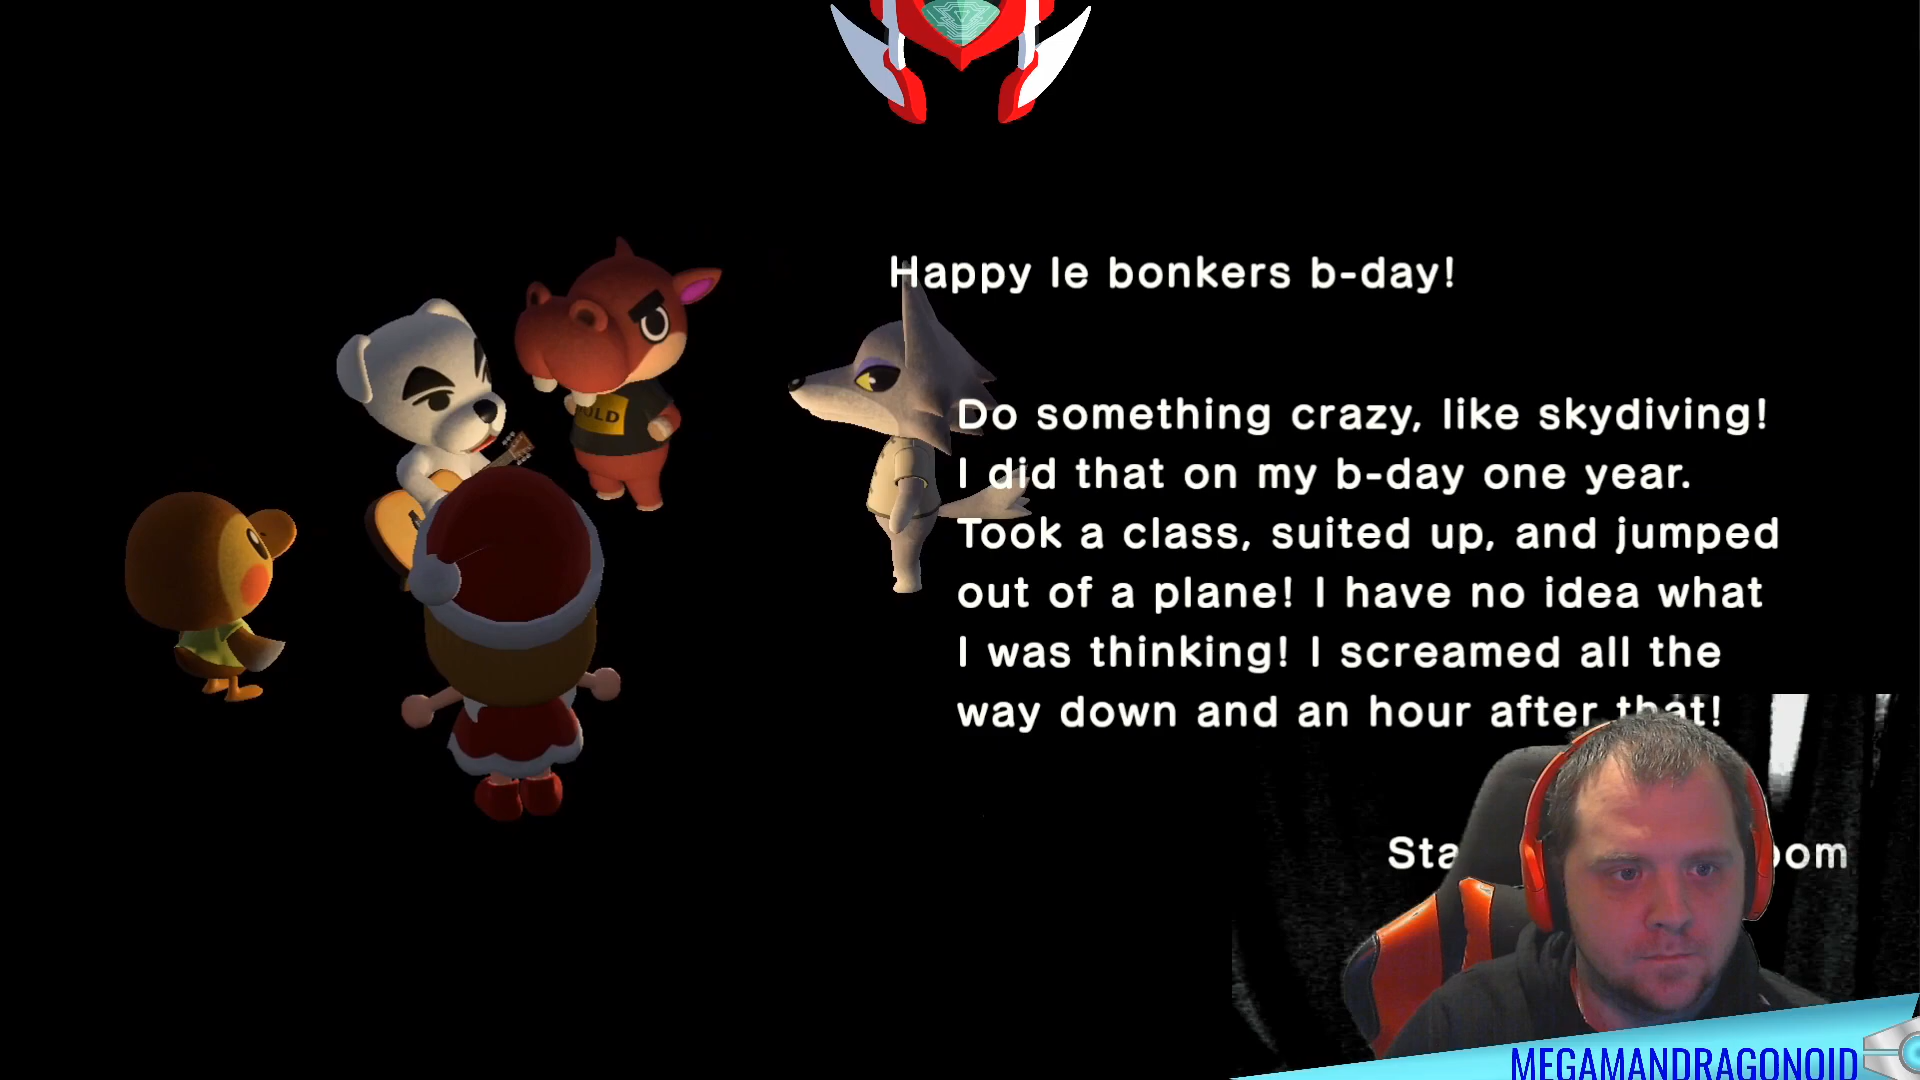 Happy le bonkers b-day!
Do something crazy, like skydiving!
I did that on my b-day one year.
Took a class, suited up, and jumped
out of a plane! I have no idea what
I was thinking! I screamed all the
way down and an hour after that!
MEGAMANDRAGONOID